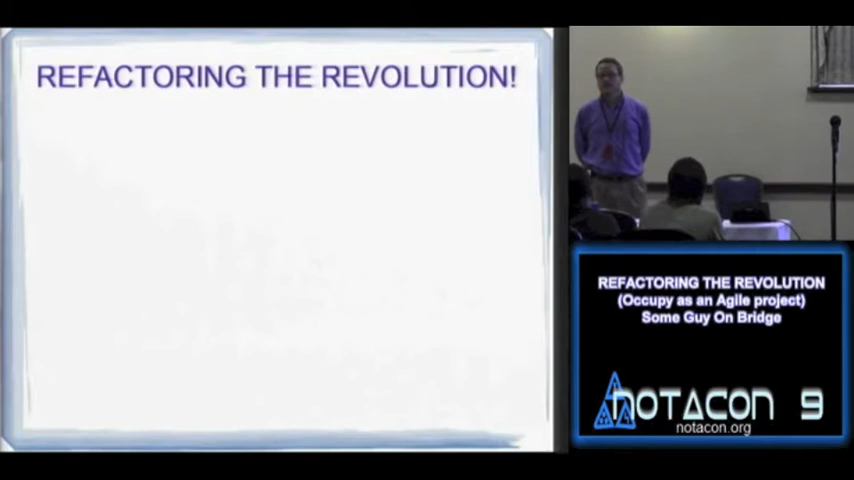 REFACTORING THE REVOLUTION!
REFACTORING THE REVOLUTION
(Occupy as an Agile project)
Some Guy On Bridge
NOTACON 9
notacon.org